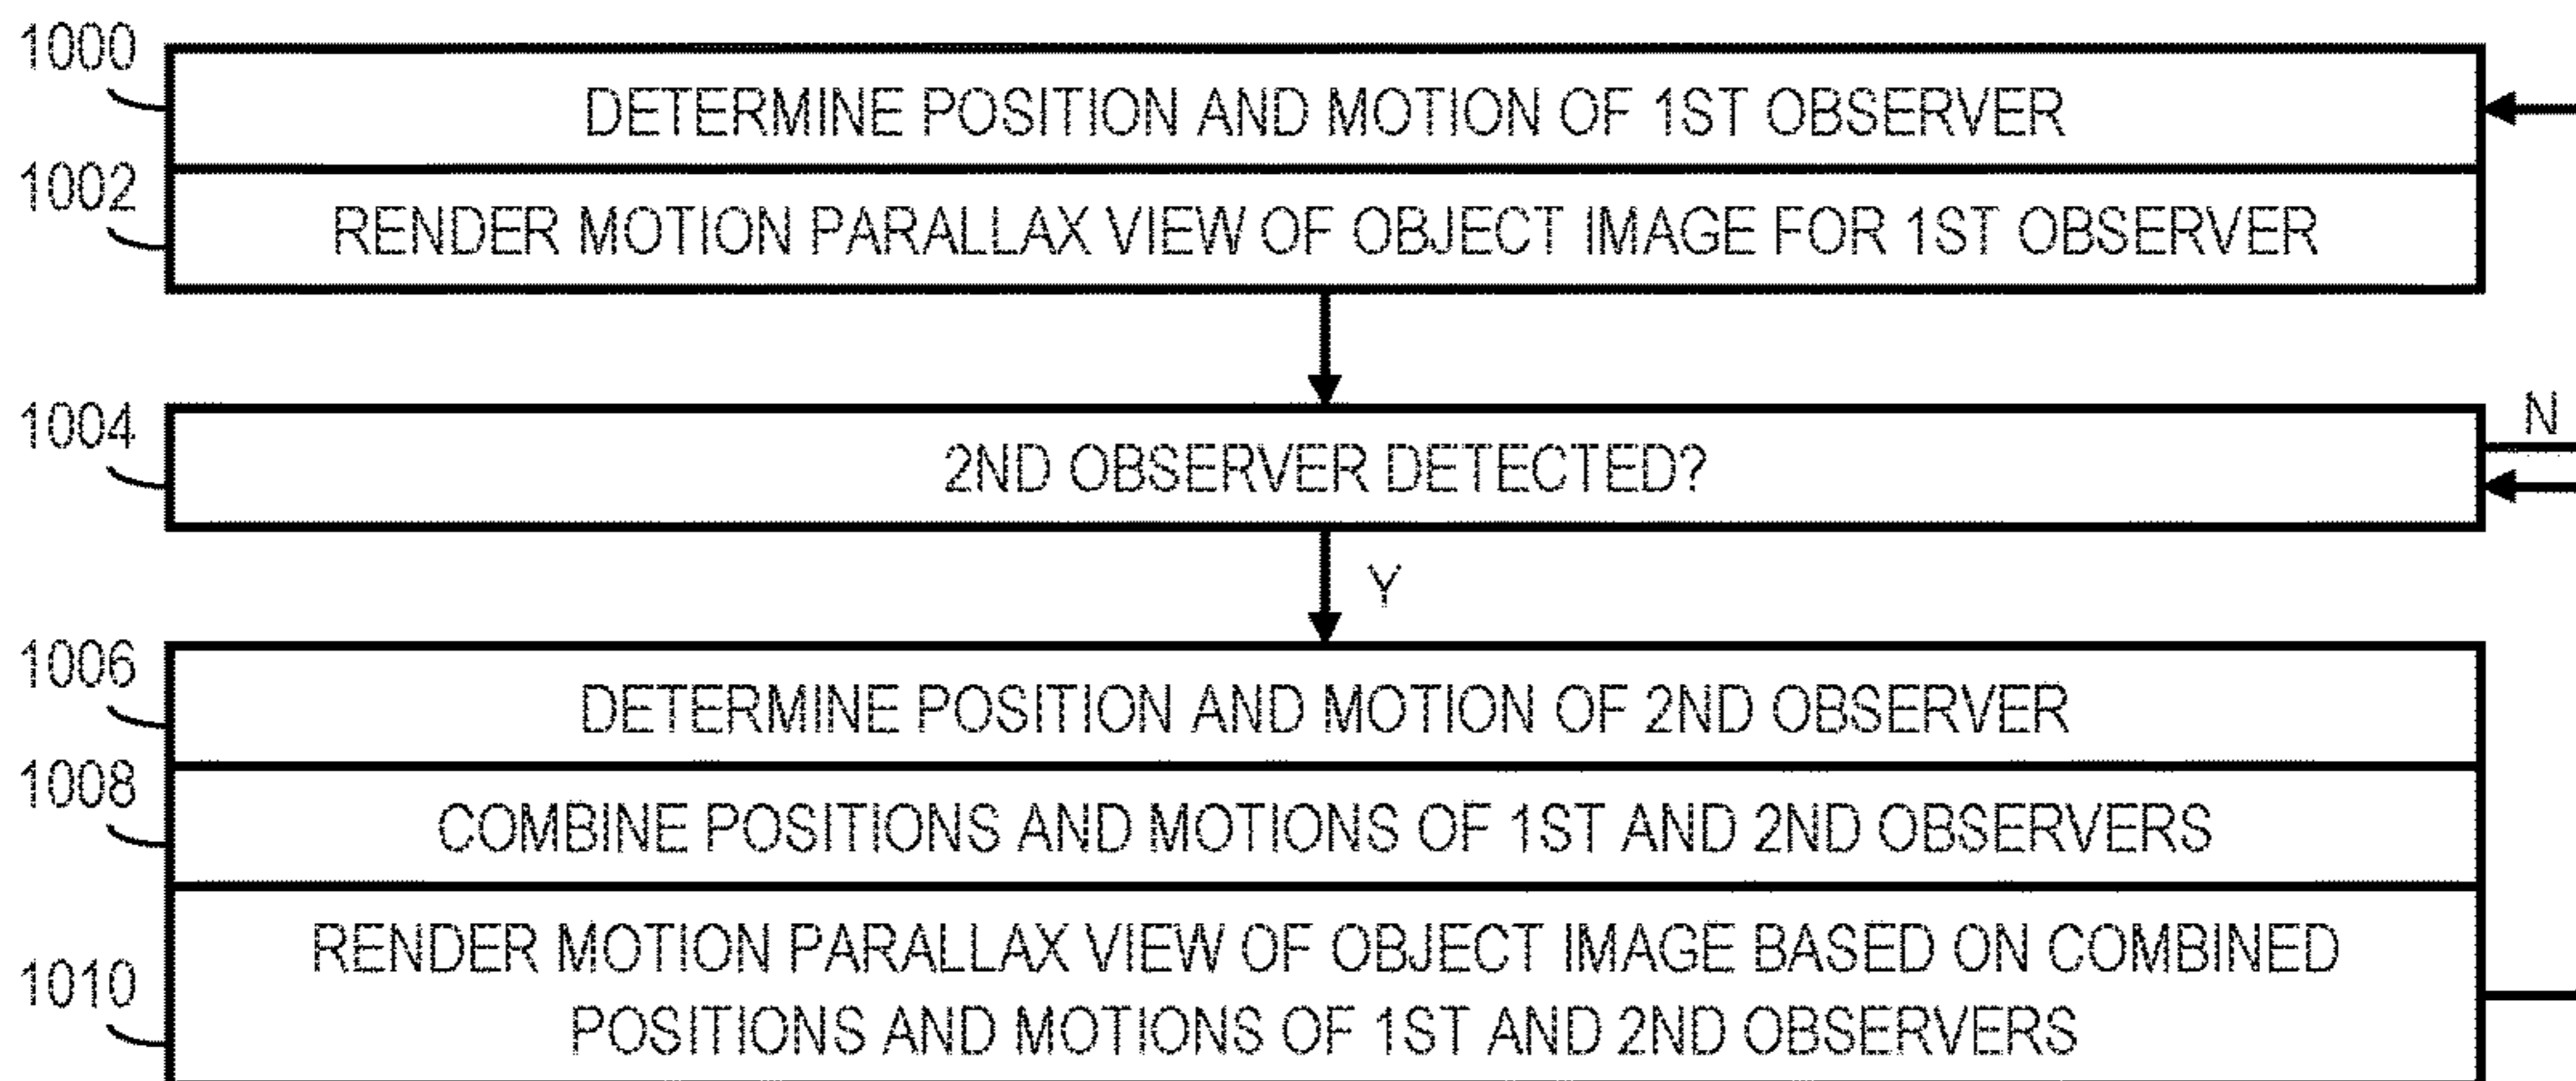 1000
DETERMINE POSITION AND MOTION OF 1ST OBSERVER
1002
RENDER MOTION PARALLAX VIEW OF OBJECT IMAGE FOR 1ST OBSERVER
1004
2ND OBSERVER DETECTED?
N
Y
1006
DETERMINE POSITION AND MOTION OF 2ND OBSERVER
1008
COMBINE POSITIONS AND MOTIONS OF 1ST AND 2ND OBSERVERS
1010
RENDER MOTION PARALLAX VIEW OF OBJECT IMAGE BASED ON COMBINED
POSITIONS AND MOTIONS OF 1ST AND 2ND OBSERVERS